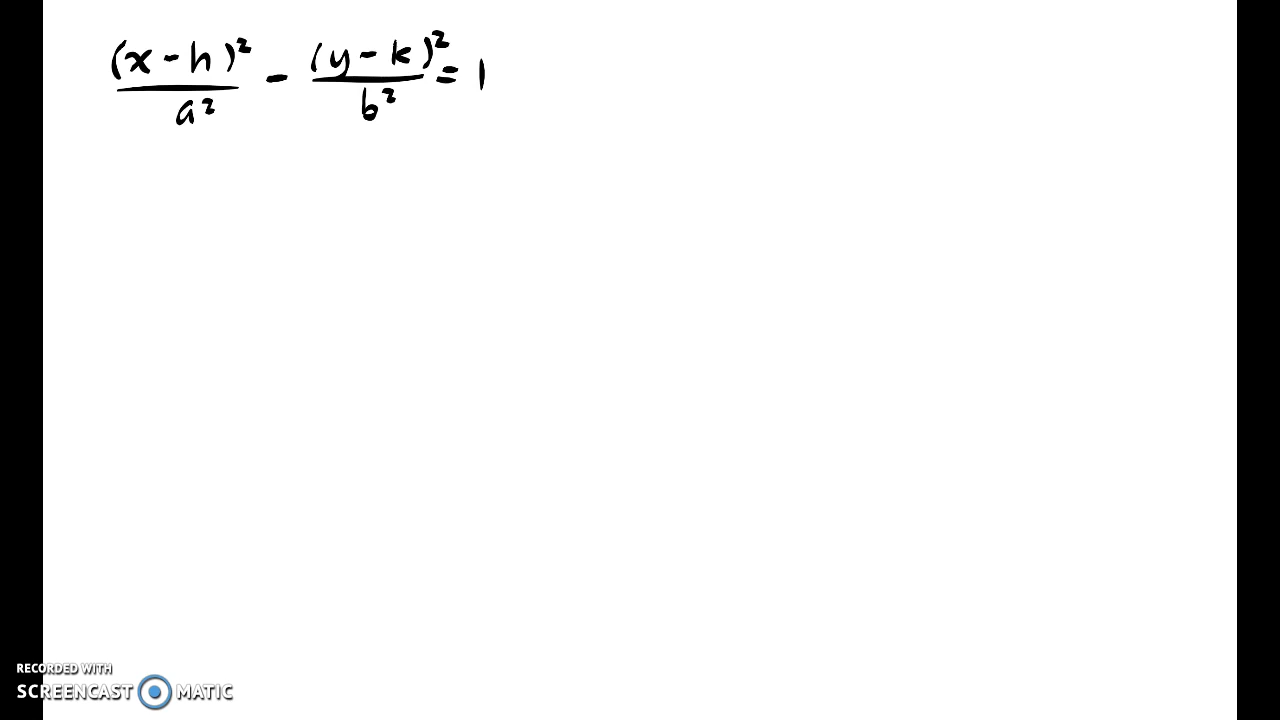 (x-h)²/a² - (y-k)²/b² = 1
RECORDED WITH
SCREENCAST MATIC